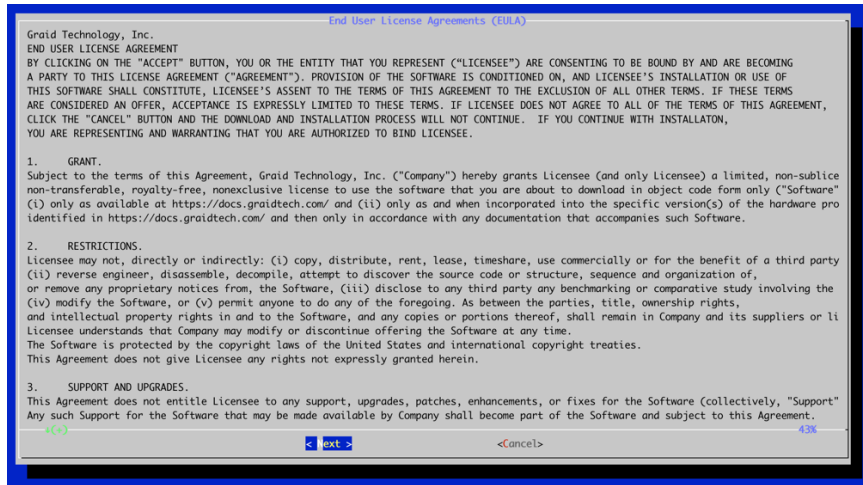 End User License Agreements (EULA)
Graid Technology, Inc.
END USER LICENSE AGREEMENT
BY CLICKING ON THE "ACCEPT" BUTTON, YOU OR THE ENTITY THAT YOU REPRESENT (“LICENSEE”) ARE CONSENTING TO BE BOUND BY AND ARE BECOMING
A PARTY TO THIS LICENSE AGREEMENT ("AGREEMENT"). PROVISION OF THE SOFTWARE IS CONDITIONED ON, AND LICENSEE'S INSTALLATION OR USE OF
THIS SOFTWARE SHALL CONSTITUTE, LICENSEE’S ASSENT TO THE TERMS OF THIS AGREEMENT TO THE EXCLUSION OF ALL OTHER TERMS. IF THESE TERMS
ARE CONSIDERED AN OFFER, ACCEPTANCE IS EXPRESSLY LIMITED TO THESE TERMS. IF LICENSEE DOES NOT AGREE TO ALL OF THE TERMS OF THIS AGREEMENT,
CLICK THE "CANCEL" BUTTON AND THE DOWNLOAD AND INSTALLATION PROCESS WILL NOT CONTINUE.  IF YOU CONTINUE WITH INSTALLATON,
YOU ARE REPRESENTING AND WARRANTING THAT YOU ARE AUTHORIZED TO BIND LICENSEE.
1. GRANT.
Subject to the terms of this Agreement, Graid Technology, Inc. ("Company") hereby grants Licensee (and only Licensee) a limited, non-sublice
non-transferable, royalty-free, nonexclusive license to use the software that you are about to download in object code form only ("Software"
(i) only as available at https://docs.graidtech.com/ and (ii) only as and when incorporated into the specific version(s) of the hardware pro
identified in https://docs.graidtech.com/ and then only in accordance with any documentation that accompanies such Software.
2. RESTRICTIONS.
Licensee may not, directly or indirectly: (i) copy, distribute, rent, lease, timeshare, use commercially or for the benefit of a third party
(ii) reverse engineer, disassemble, decompile, attempt to discover the source code or structure, sequence and organization of,
or remove any proprietary notices from, the Software, (iii) disclose to any third party any benchmarking or comparative study involving the
(iv) modify the Software, or (v) permit anyone to do any of the foregoing. As between the parties, title, ownership rights,
and intellectual property rights in and to the Software, and any copies or portions thereof, shall remain in Company and its suppliers or li
Licensee understands that Company may modify or discontinue offering the Software at any time.
The Software is protected by the copyright laws of the United States and international copyright treaties.
This Agreement does not give Licensee any rights not expressly granted herein.
3. SUPPORT AND UPGRADES.
This Agreement does not entitle Licensee to any support, upgrades, patches, enhancements, or fixes for the Software (collectively, "Support"
Any such Support for the Software that may be made available by Company shall become part of the Software and subject to this Agreement.
43%
< Next > <Cancel>